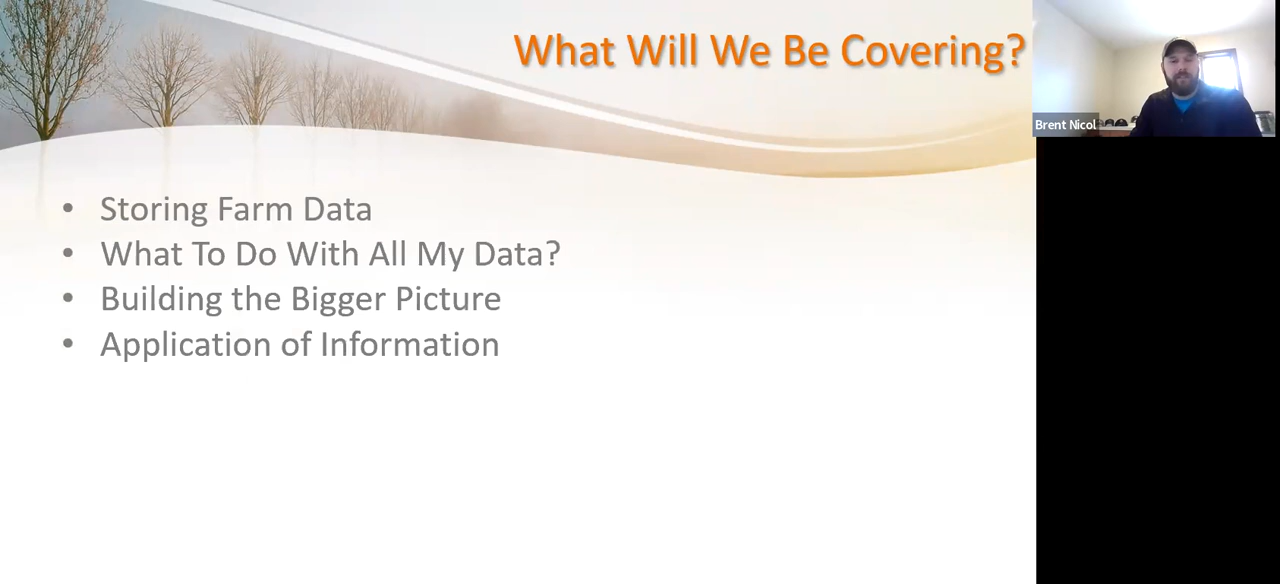 What Will We Be Covering?
Brent Nicol
• Storing Farm Data
• What To Do With All My Data?
• Building the Bigger Picture
• Application of Information